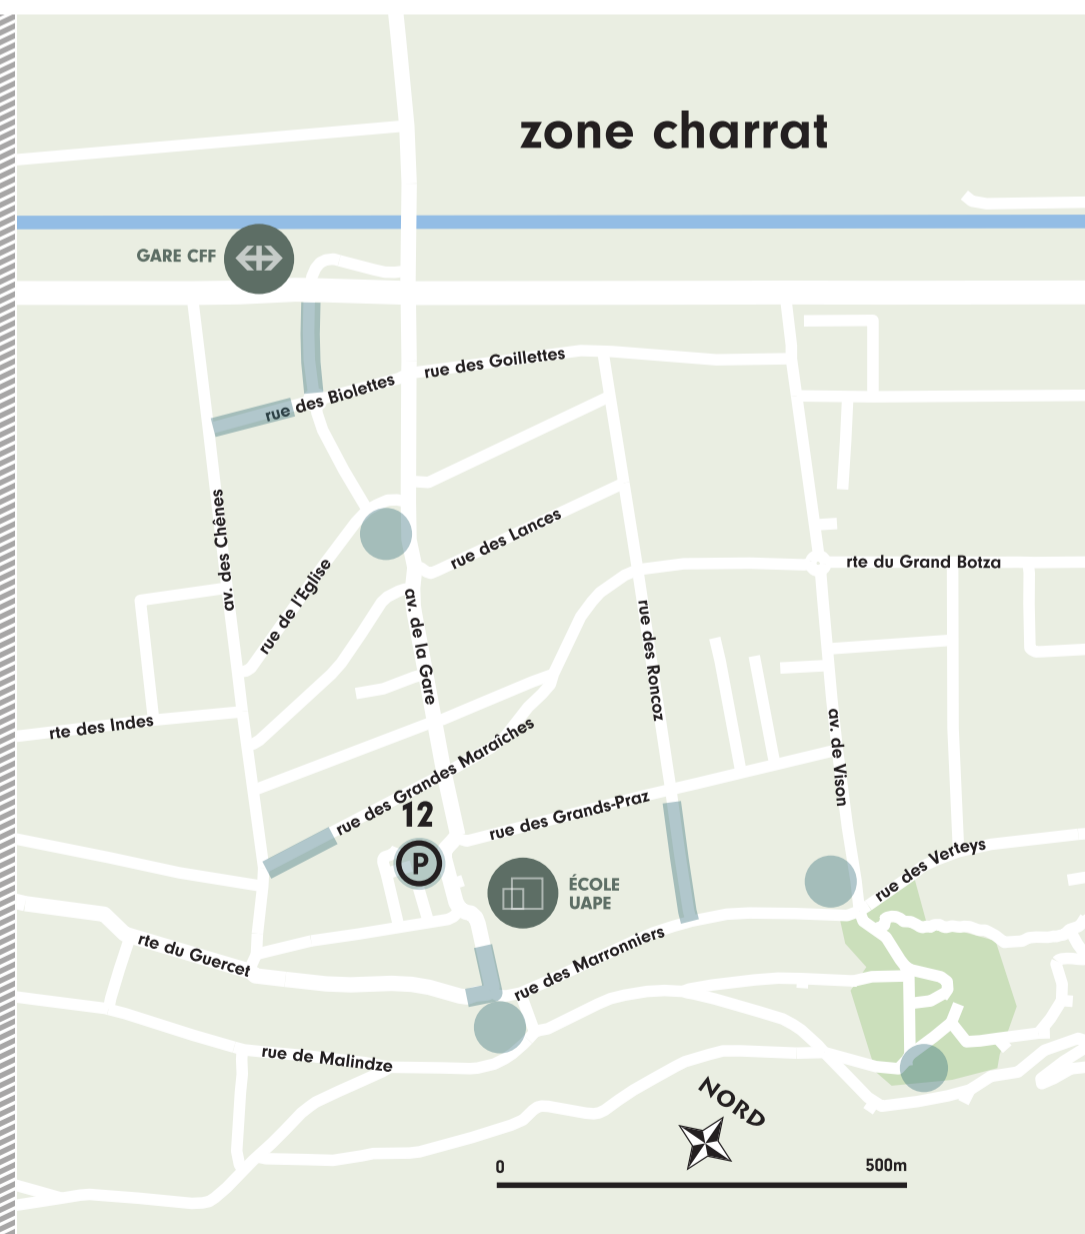 zone charrat
GARE CFF
rue des Goillettes
rue des Biolettes
av. des Chênes
rue des Lances
rue de l'Eglise
rte du Grand Botza
av. de la Gare
rue des Roncoz
rte des Indes
av. de Vison
rue des Grandes Maraîches
12
P
rue des Grands-Praz
ÉCOLE
UAPE
rue des Verteys
rte du Guercet
rue des Marronniers
rue de Malindze
NORD
0
500m